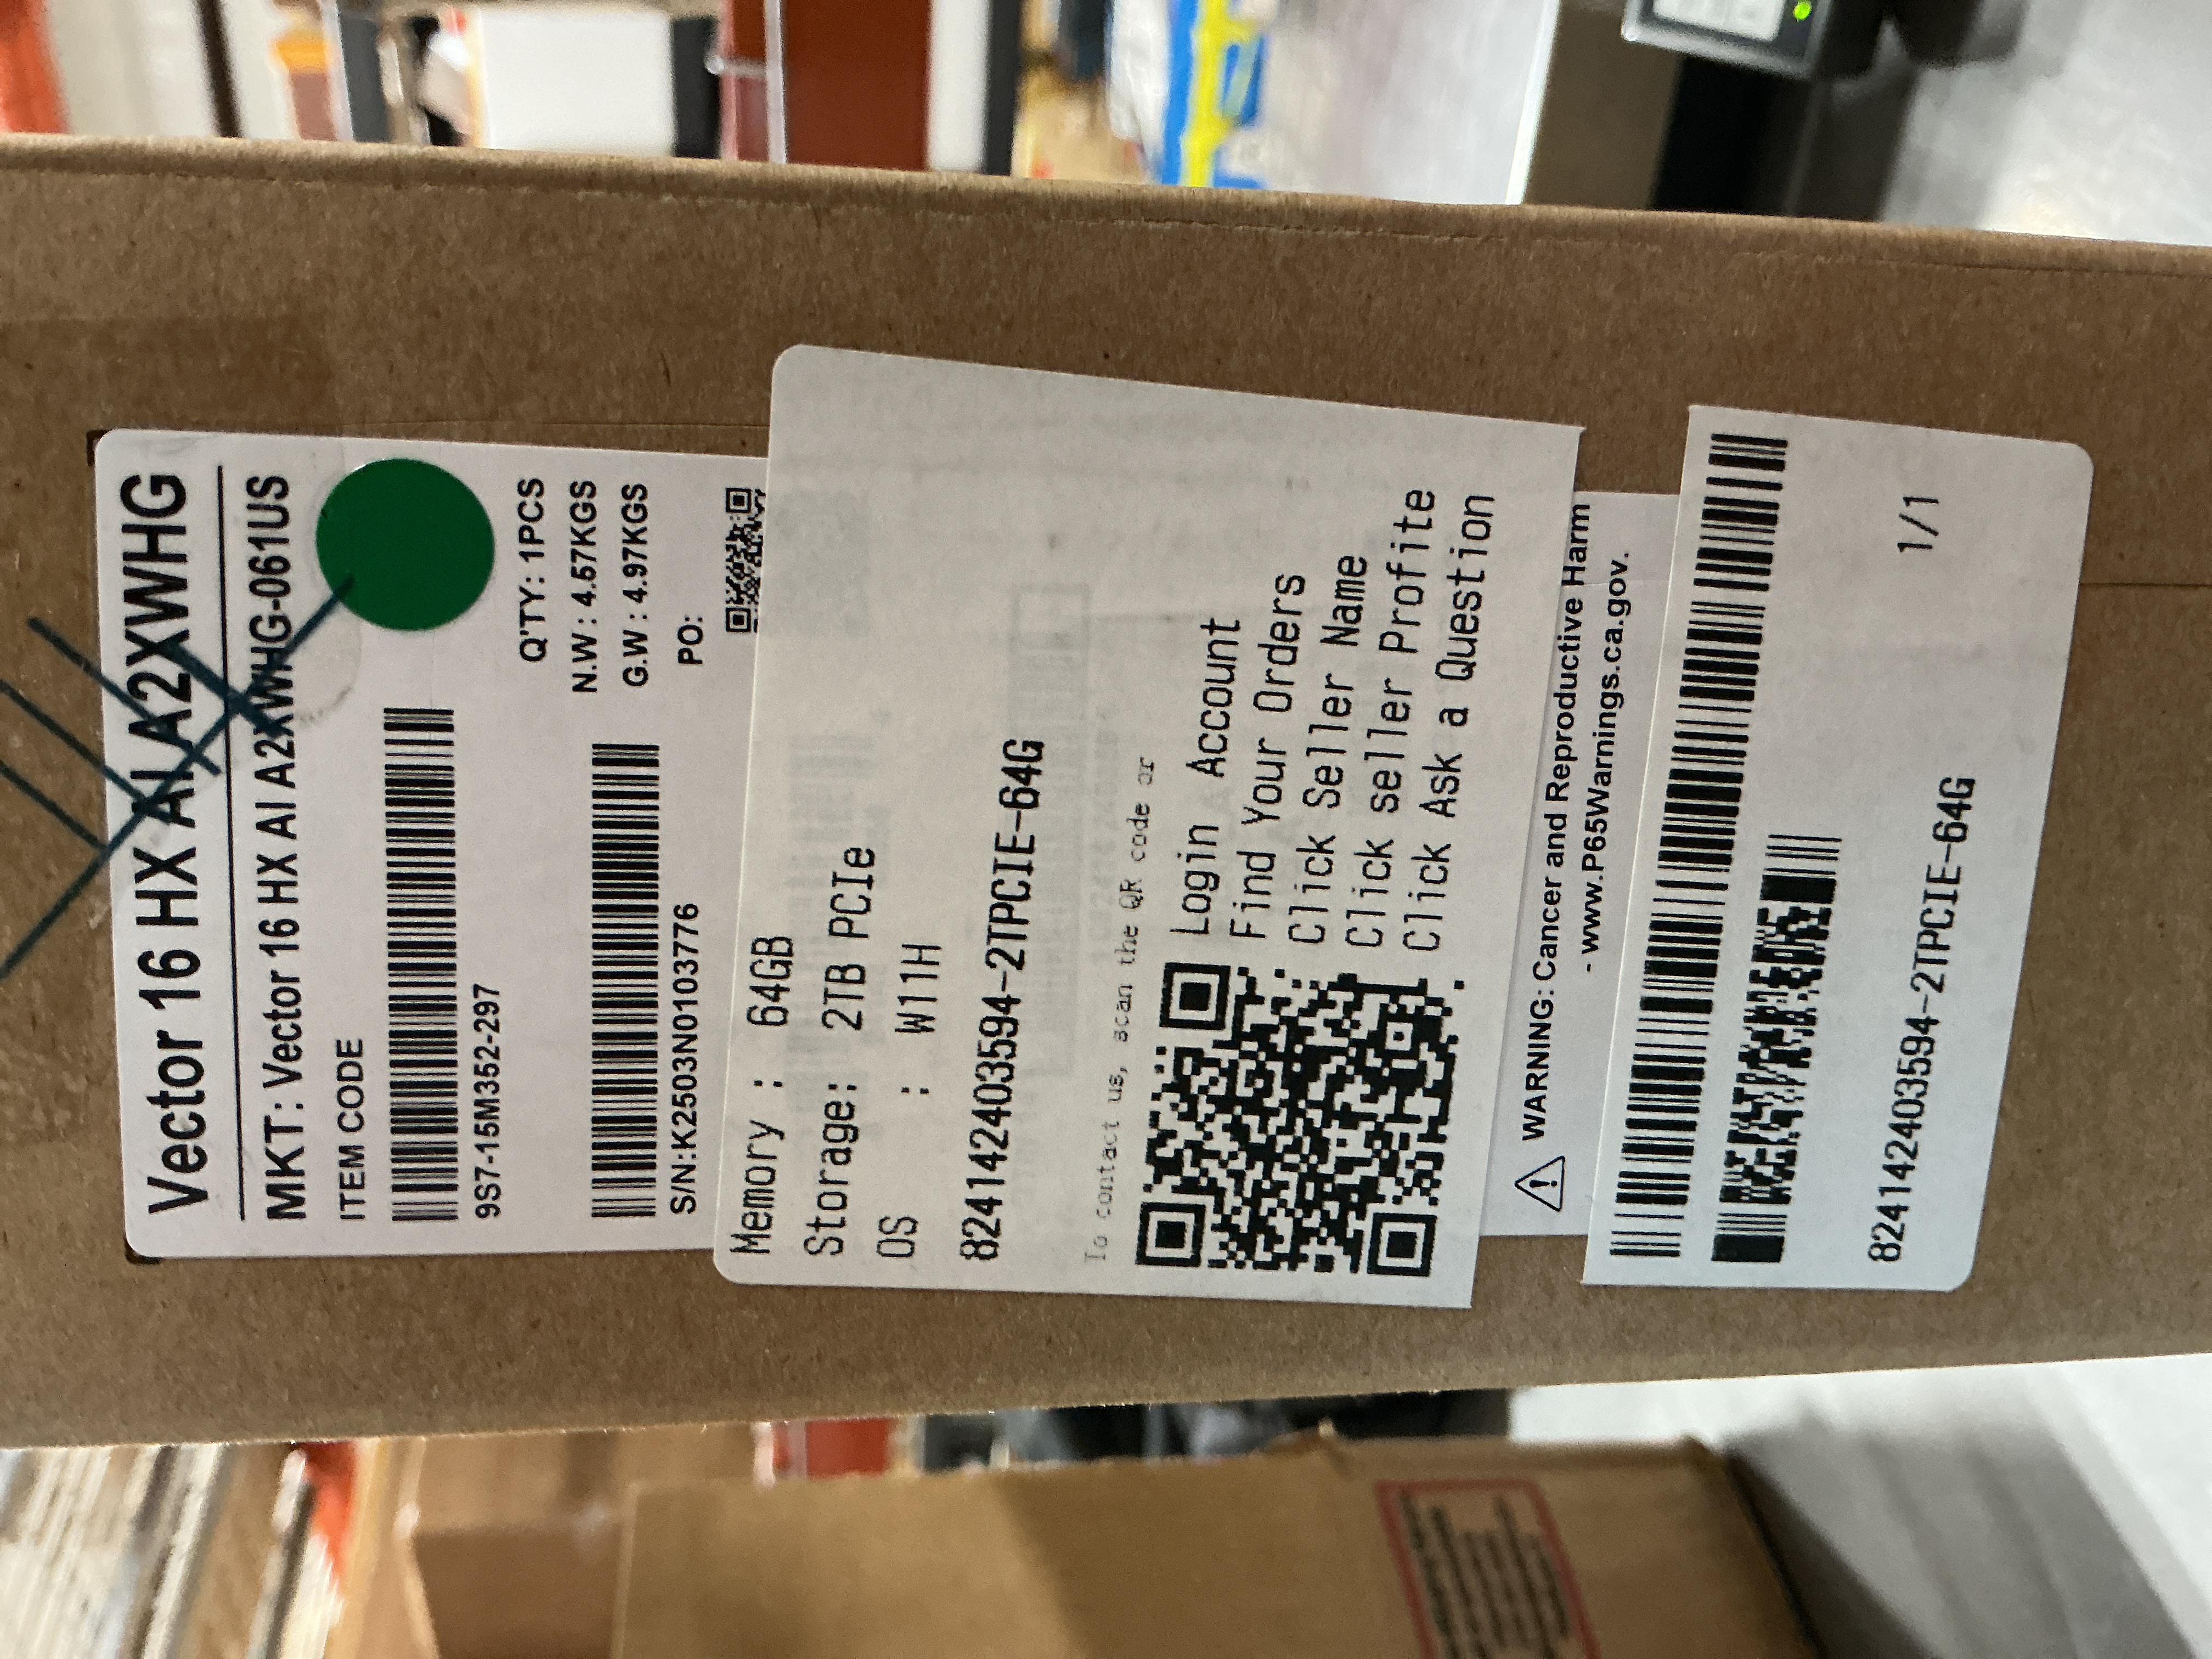 Vector 16 HX AI A2XWHG
MKT: Vector 16 HX AI A2XWHG-061US
ITEM CODE
9S7-15M352-297
Q'TY: 1PCS
N.W : 4.57KGS
G.W : 4.97KGS
S/N:K2503N0103776
PO:
Memory : 64GB
Storage: 2TB PCIe
OS : W11H
824142403594-2TPCIE-64G
To contact us, scan the QR code or
Login Account
Find Your Orders
Click Seller Name
Click seller Profite
Click Ask a Question
WARNING: Cancer and Reproductive Harm
- www.P65Warnings.ca.gov.
824142403594-2TPCIE-64G
1/1